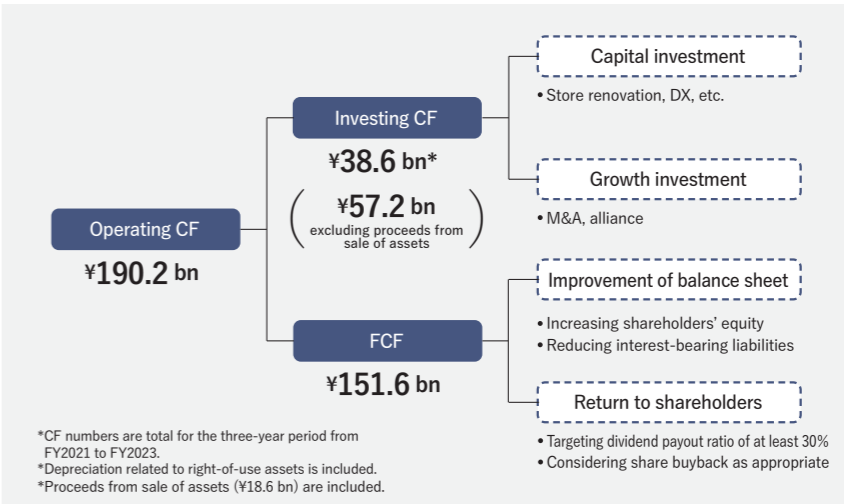 Capital investment
• Store renovation, DX, etc.
Investing CF
¥38.6 bn*
(¥57.2 bn
excluding proceeds from
sale of assets)
Growth investment
• M&A, alliance
Operating CF
¥190.2 bn
Improvement of balance sheet
• Increasing shareholders' equity
• Reducing interest-bearing liabilities
FCF
¥151.6 bn
Return to shareholders
• Targeting dividend payout ratio of at least 30%
• Considering share buyback as appropriate
*CF numbers are total for the three-year period from
FY2021 to FY2023.
*Depreciation related to right-of-use assets is included.
*Proceeds from sale of assets (¥18.6 bn) are included.